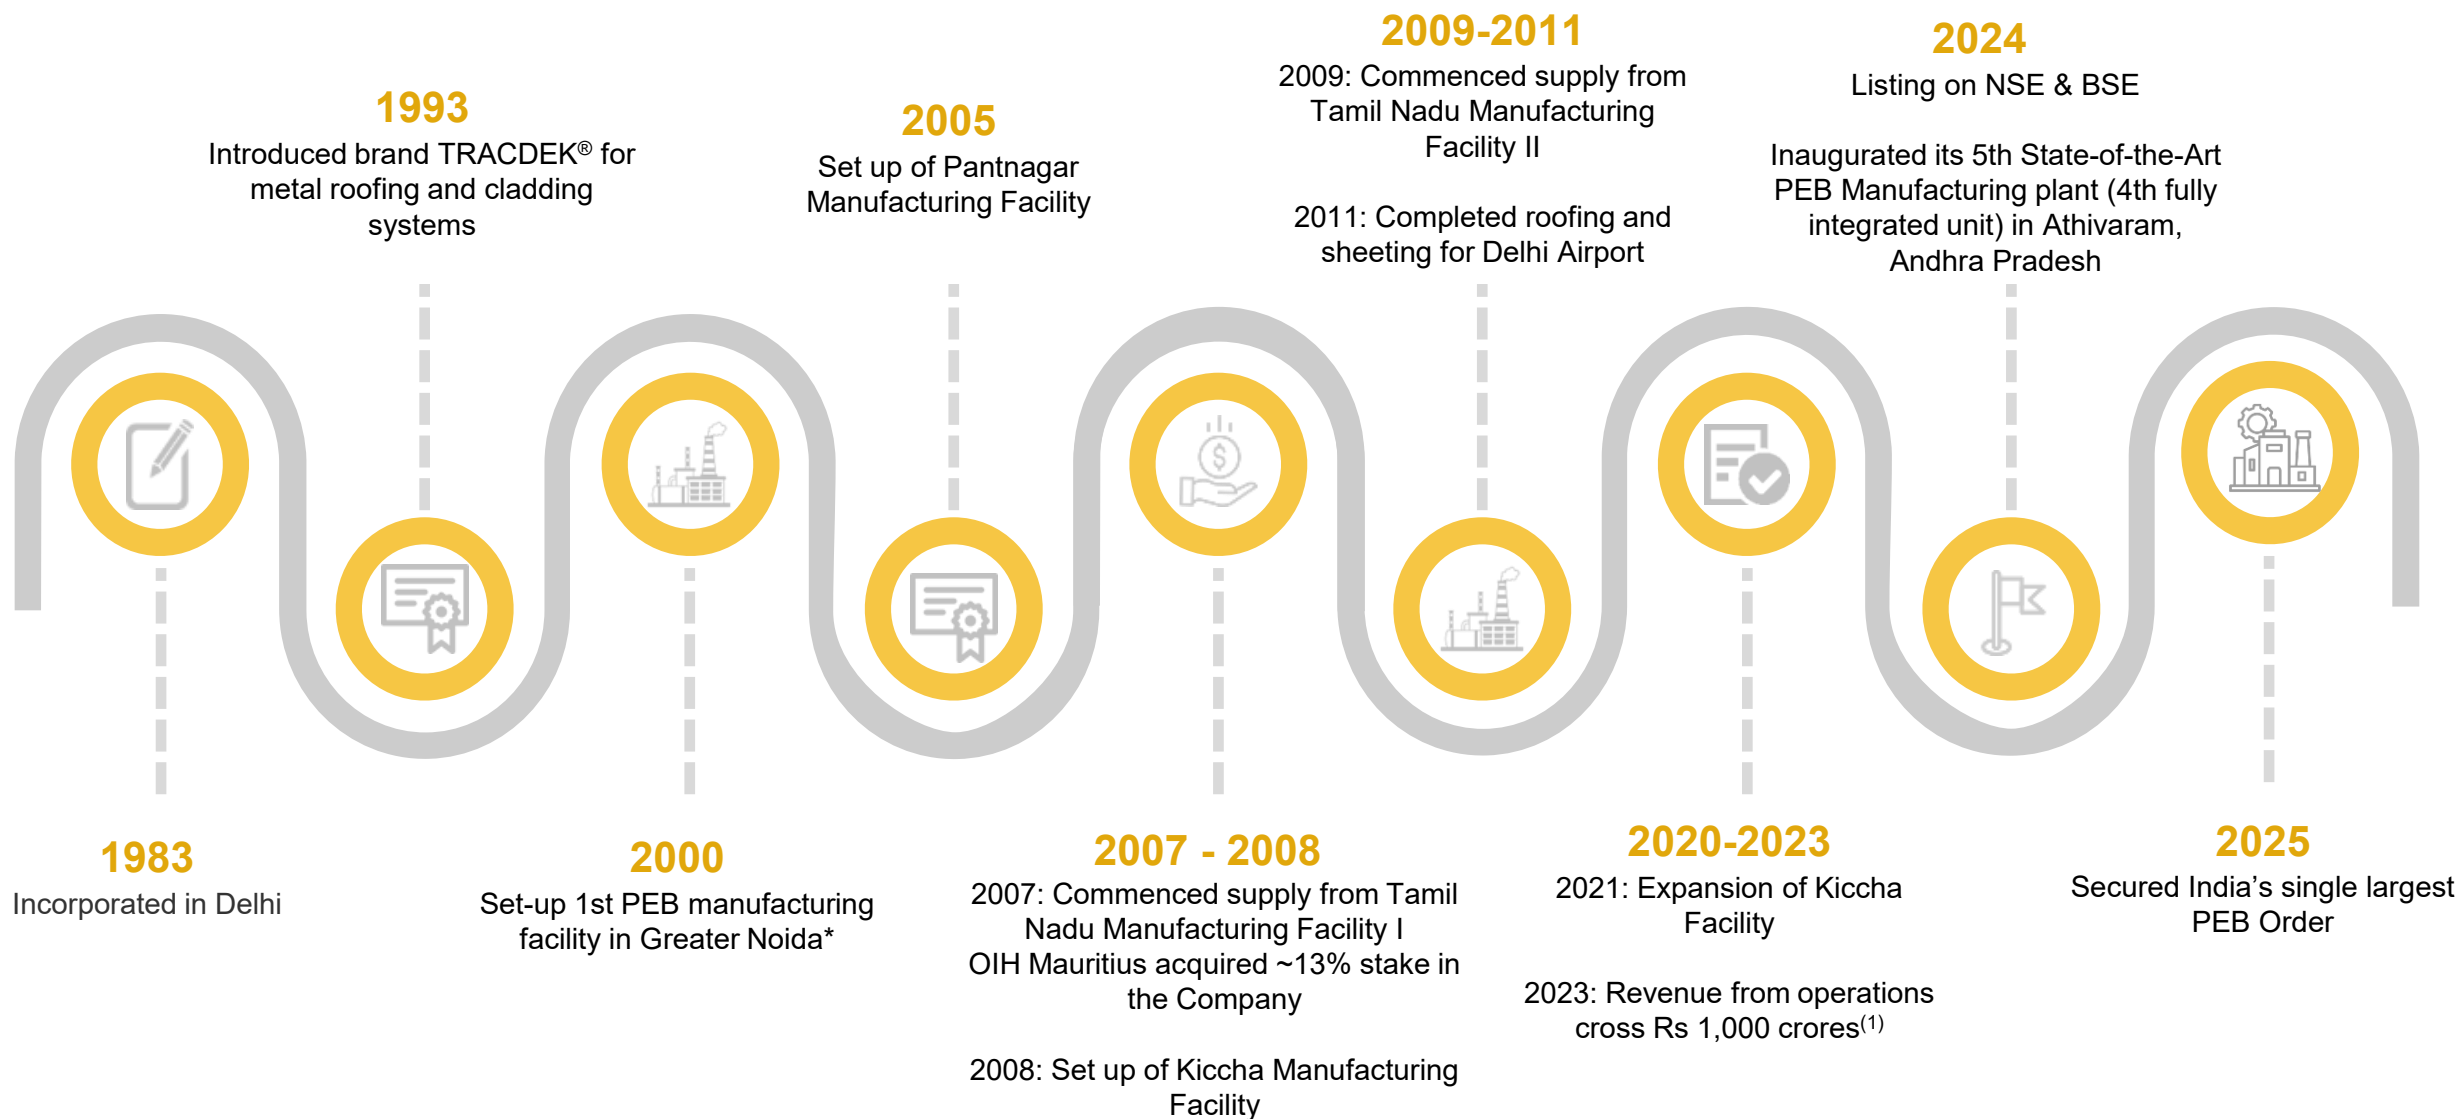 1983
Incorporated in Delhi
1993
Introduced brand TRACDEK® for
metal roofing and cladding
systems
2000
Set-up 1st PEB manufacturing
facility in Greater Noida*
2005
Set up of Pantnagar
Manufacturing Facility
2007 - 2008
2007: Commenced supply from Tamil
Nadu Manufacturing Facility I
OIH Mauritius acquired ~13% stake in
the Company
2008: Set up of Kiccha Manufacturing
Facility
2009-2011
2009: Commenced supply from
Tamil Nadu Manufacturing
Facility II
2011: Completed roofing and
sheeting for Delhi Airport
2020-2023
2021: Expansion of Kiccha
Facility
2023: Revenue from operations
cross Rs 1,000 crores(1)
2024
Listing on NSE & BSE
Inaugurated its 5th State-of-the-Art
PEB Manufacturing plant (4th fully
integrated unit) in Athivaram,
Andhra Pradesh
2025
Secured India’s single largest
PEB Order
$